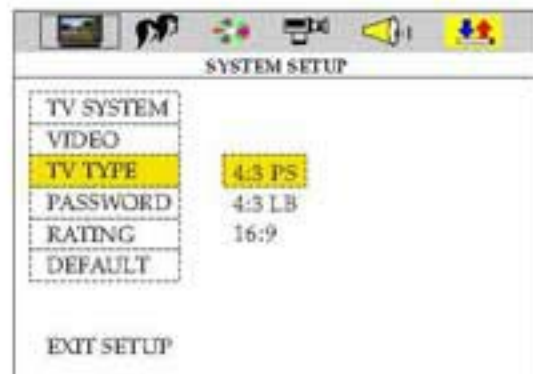 SYSTEM SETUP
TV SYSTEM
VIDEO
TV TYPE 4:3 PS
PASSWORD 4:3 LB
RATING 16:9
DEFAULT
EXIT SETUP